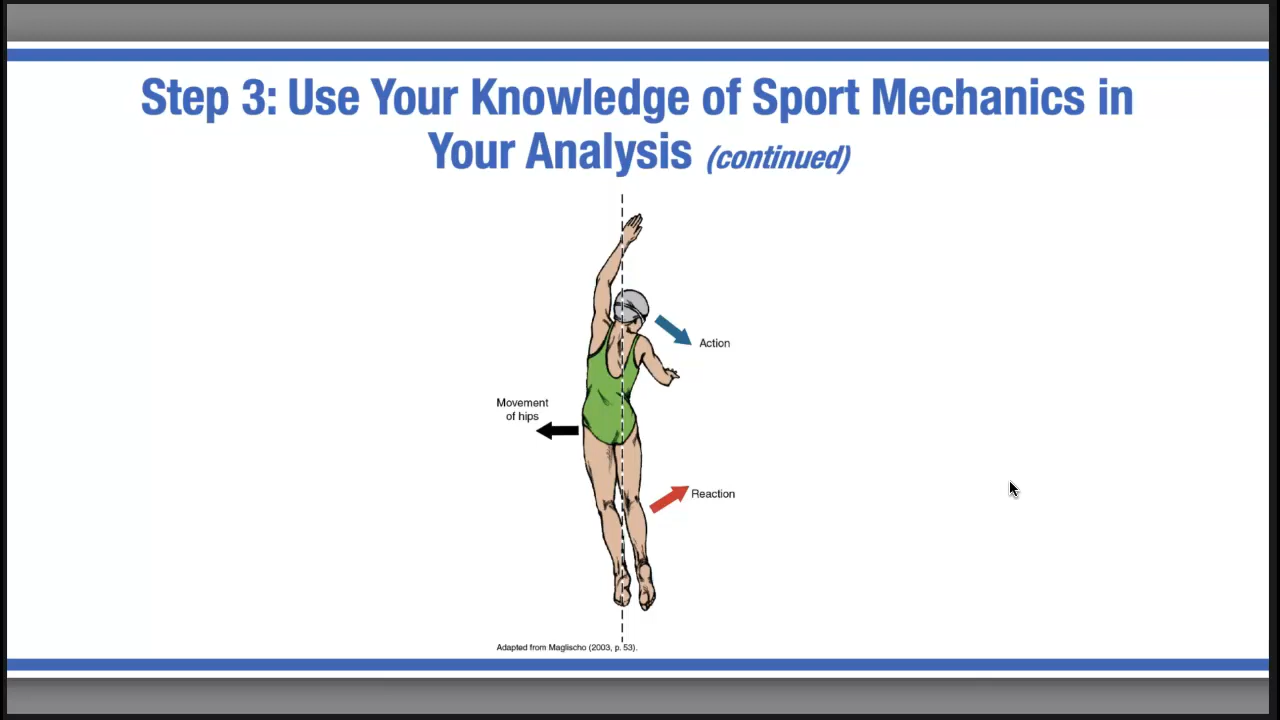 Step 3: Use Your Knowledge of Sport Mechanics in
Your Analysis (continued)
Action
Movement
of hips
Reaction
Adapted from Maglischo (2003, p. 53).